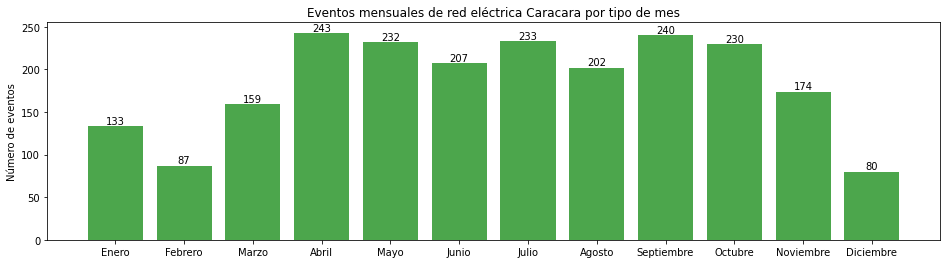 Eventos mensuales de red eléctrica Caracara por tipo de mes
Número de eventos
250
200
150
100
50
0
133
87
159
243
232
207
233
202
240
230
174
80
Enero
Febrero
Marzo
Abril
Mayo
Junio
Julio
Agosto
Septiembre
Octubre
Noviembre
Diciembre